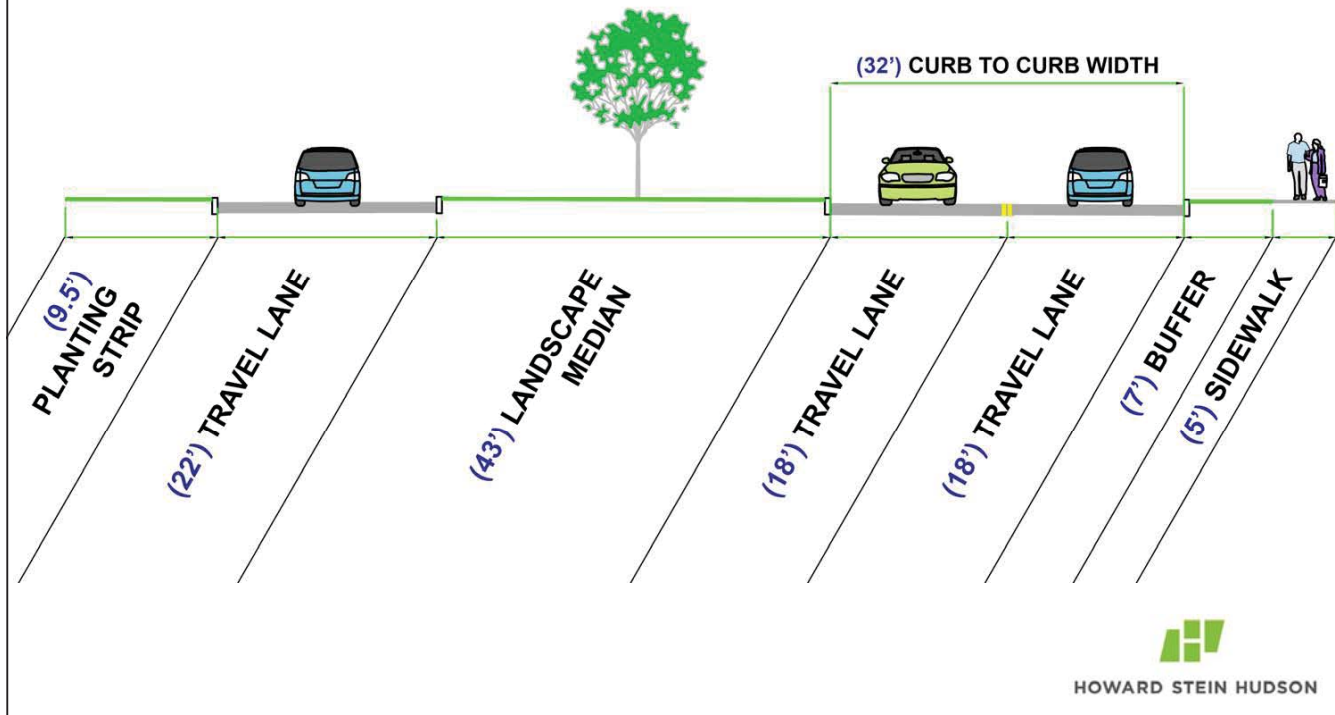 (32') CURB TO CURB WIDTH
(9.5')
PLANTING
STRIP
(22') TRAVEL LANE
(43') LANDSCAPE
MEDIAN
(18') TRAVEL LANE
(18') TRAVEL LANE
(7') BUFFER
(5') SIDEWALK
HOWARD STEIN HUDSON